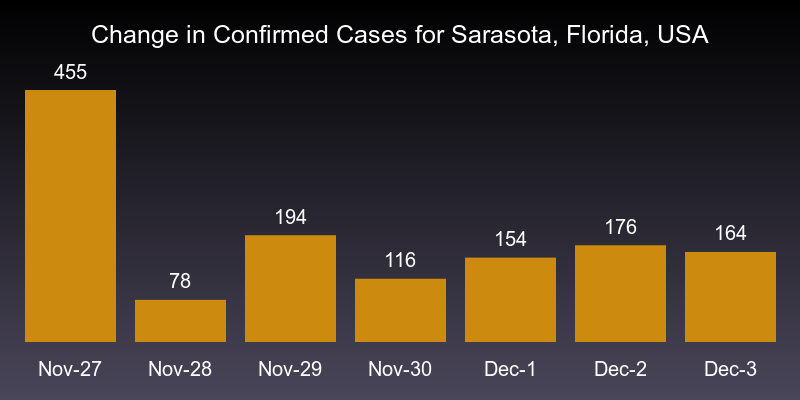 Change in Confirmed Cases for Sarasota, Florida, USA
455
78
194
116
154
176
164
Nov-27
Nov-28
Nov-29
Nov-30
Dec-1
Dec-2
Dec-3